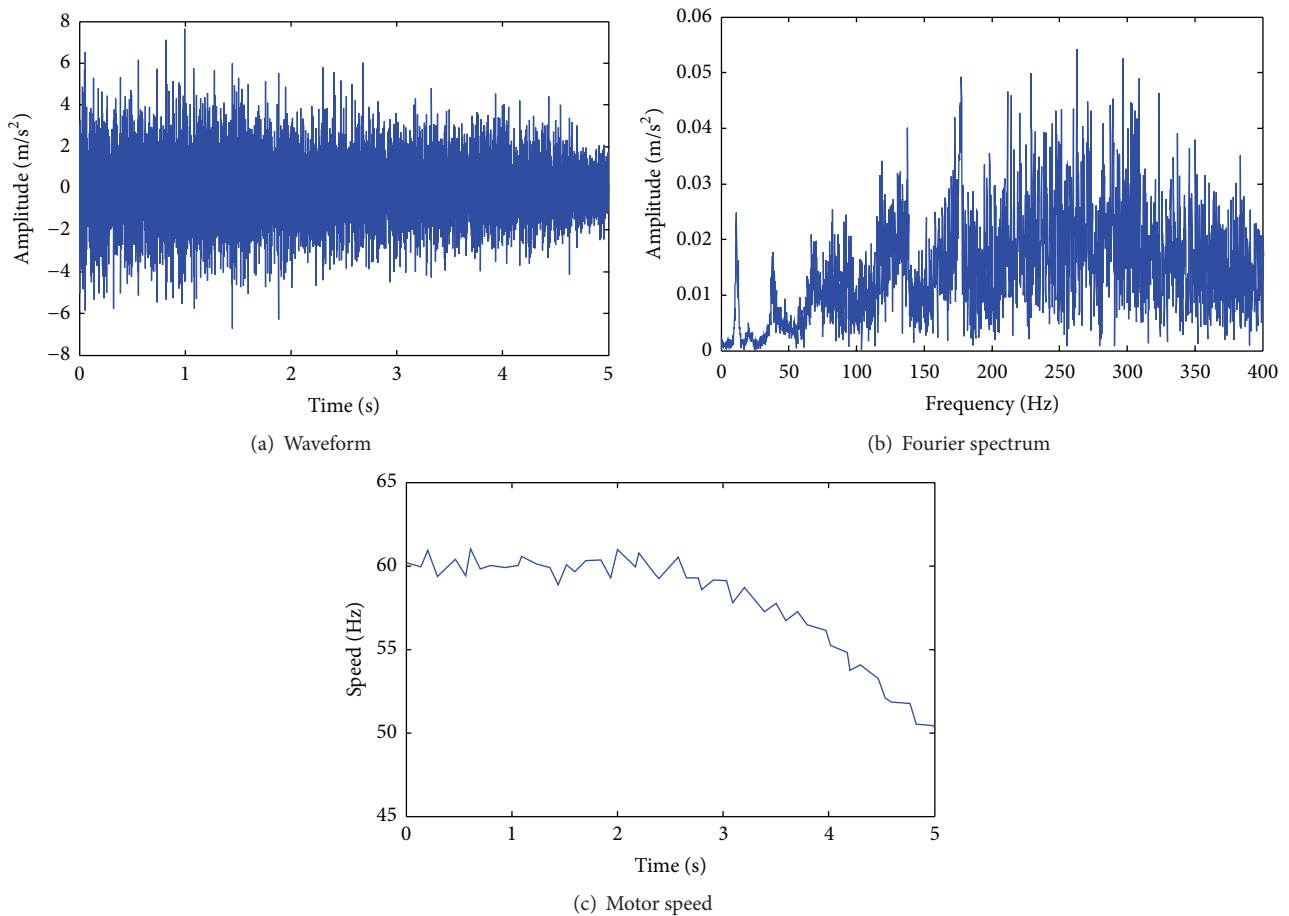 8
6
4
2
0
−2
−4
−6
−8
Amplitude (m/s²)
0 1 2 3 4 5
Time (s)
(a) Waveform
0.06
0.05
0.04
0.03
0.02
0.01
0
Amplitude (m/s²)
0 50 100 150 200 250 300 350 400
Frequency (Hz)
(b) Fourier spectrum
65
60
55
50
45
Speed (Hz)
0 1 2 3 4 5
Time (s)
(c) Motor speed